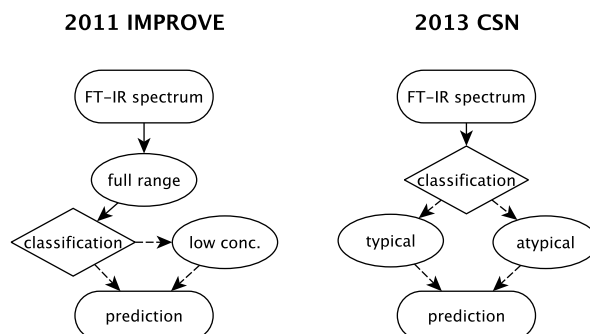 2011 IMPROVE
FT-IR spectrum
full range
classification
low conc.
prediction
2013 CSN
FT-IR spectrum
classification
typical
atypical
prediction